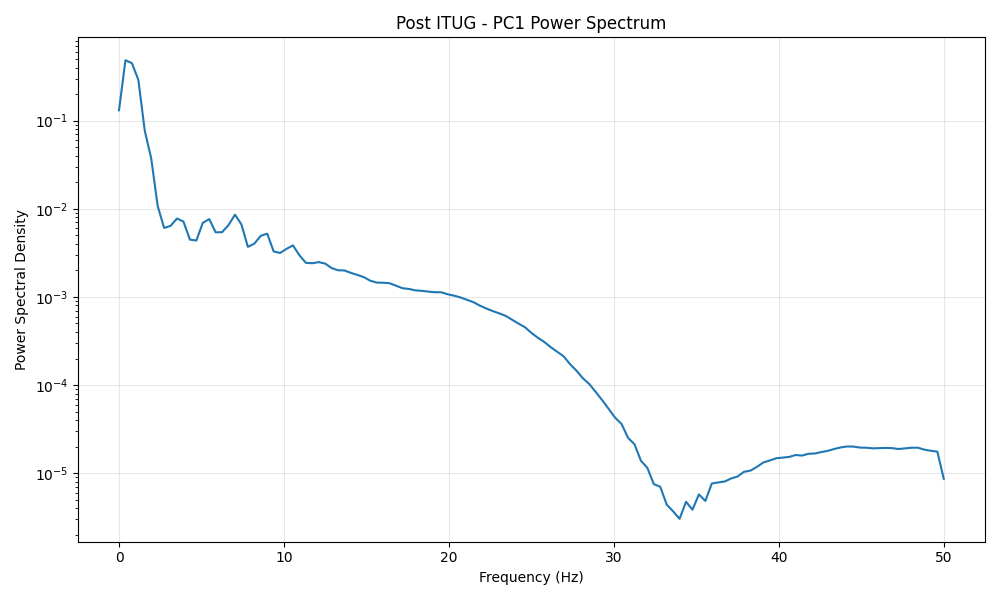 Post ITUG - PC1 Power Spectrum
Power Spectral Density
10⁻¹
10⁻²
10⁻³
10⁻⁴
10⁻⁵
0 10 20 30 40 50
Frequency (Hz)